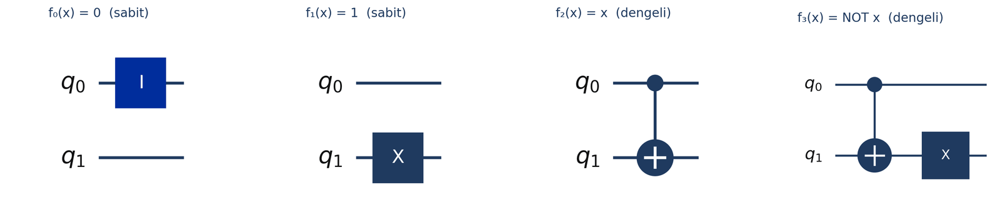 f₀(x) = 0 (sabit)
q₀
I
q₁
f₁(x) = 1 (sabit)
q₀
q₁
X
f₂(x) = x (dengeli)
q₀
q₁
f₃(x) = NOT x (dengeli)
q₀
q₁
X